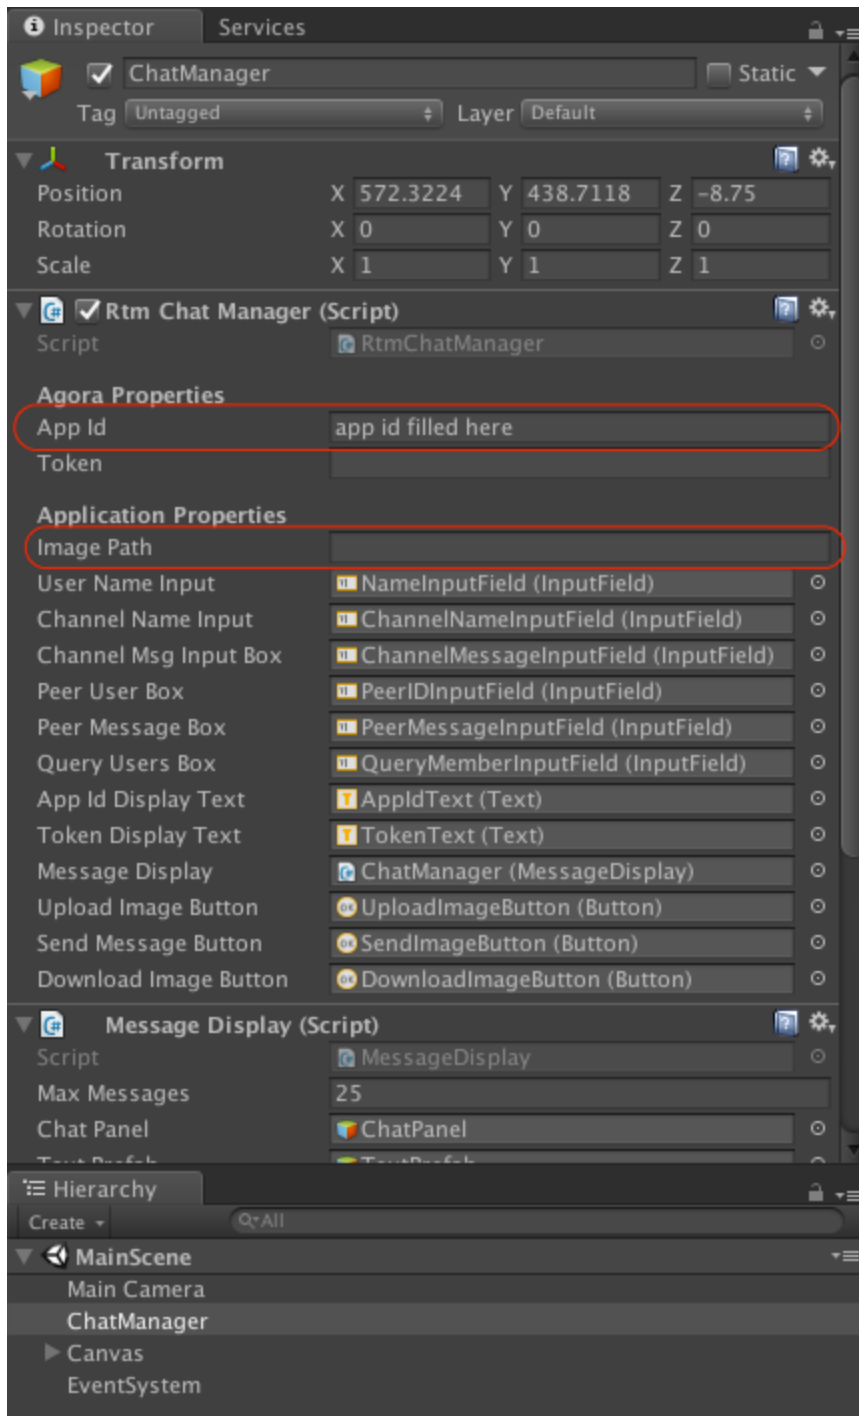 Inspector Services
ChatManager Static
Tag Untagged Layer Default
Transform
Position X 572.3224 Y 438.7118 Z -8.75
Rotation X 0 Y 0 Z 0
Scale X 1 Y 1 Z 1
Rtm Chat Manager (Script)
Script RtmChatManager
Agora Properties
App Id app id filled here
Token
Application Properties
Image Path
User Name Input NameInputField (InputField)
Channel Name Input ChannelNameInputField (InputField)
Channel Msg Input Box ChannelMessageInputField (InputField)
Peer User Box PeerIDInputField (InputField)
Peer Message Box PeerMessageInputField (InputField)
Query Users Box QueryMemberInputField (InputField)
App Id Display Text AppIdText (Text)
Token Display Text TokenText (Text)
Message Display ChatManager (MessageDisplay)
Upload Image Button UploadImageButton (Button)
Send Message Button SendImageButton (Button)
Download Image Button DownloadImageButton (Button)
Message Display (Script)
Script MessageDisplay
Max Messages 25
Chat Panel ChatPanel
Text Prefab TextPrefab
Hierarchy
Create All
MainScene
Main Camera
ChatManager
Canvas
EventSystem